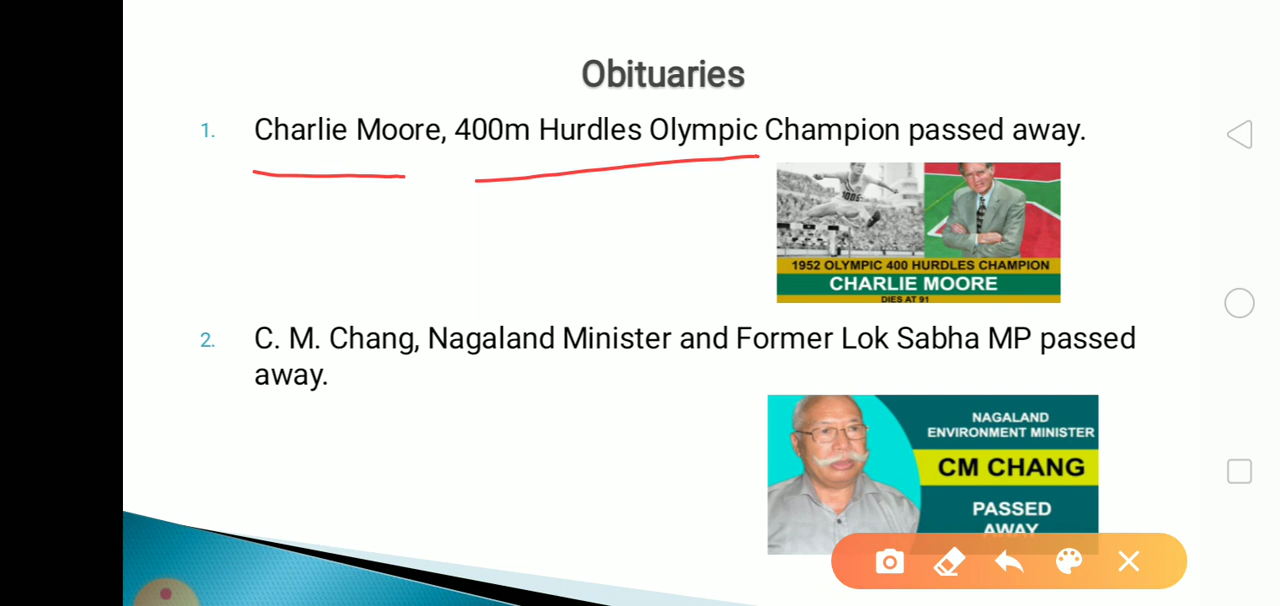 Obituaries
1. Charlie Moore, 400m Hurdles Olympic Champion passed away.
1005
1952 OLYMPIC 400 HURDLES CHAMPION
CHARLIE MOORE
DIES AT 91
2. C. M. Chang, Nagaland Minister and Former Lok Sabha MP passed
away.
NAGALAND
ENVIRONMENT MINISTER
CM CHANG
PASSED
AWAY